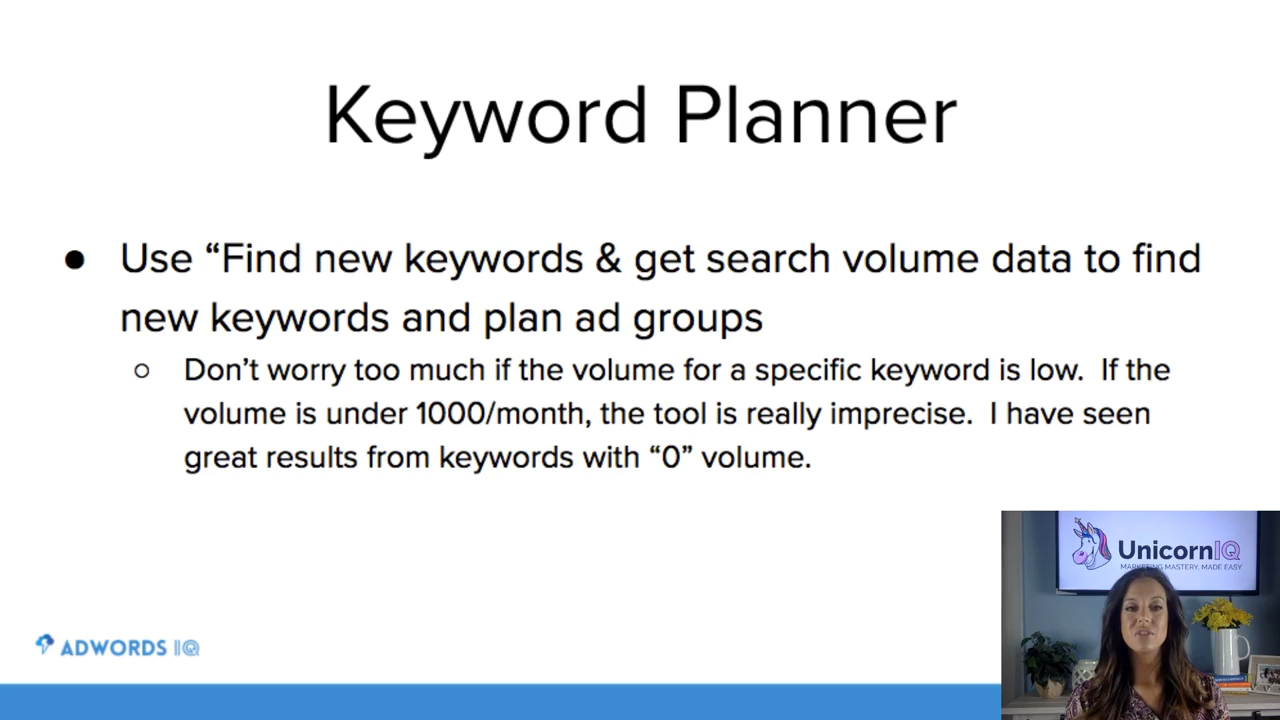 Keyword Planner
● Use “Find new keywords & get search volume data to find
new keywords and plan ad groups
○ Don’t worry too much if the volume for a specific keyword is low.  If the
volume is under 1000/month, the tool is really imprecise.  I have seen
great results from keywords with “0” volume.
UnicornIQ
MARKETING MASTERY, MADE EASY
ADWORDS IQ